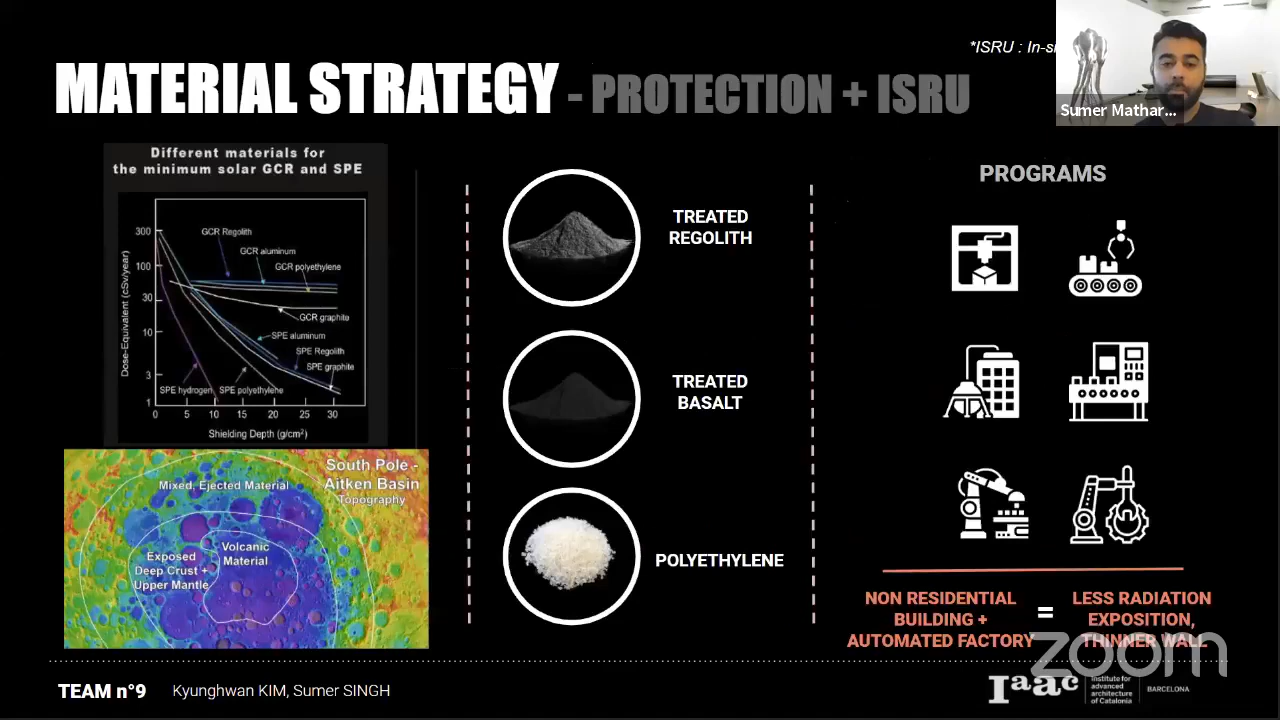 *ISRU : In-si
MATERIAL STRATEGY - PROTECTION + ISRU
Sumer Mathar...
Different materials for
the minimum solar GCR and SPE
Dose-Equivalent (cSv/year)
300
100
30
10
3
1
GCR Regolith
GCR aluminum
GCR polyethylene
GCR graphite
SPE aluminum
SPE Regolith
SPE graphite
SPE hydrogen
SPE polyethylene
0 5 10 15 20 25 30
Shielding Depth (g/cm²)
South Pole -
Aitken Basin
Topography
Mixed, Ejected Material
Exposed
Deep Crust +
Upper Mantle
Volcanic
Material
TREATED
REGOLITH
TREATED
BASALT
POLYETHYLENE
PROGRAMS
NON RESIDENTIAL
BUILDING +
AUTOMATED FACTORY
=
LESS RADIATION
EXPOSITION,
THINNER WALL
zoom
TEAM n°9 Kyunghwan KIM, Sumer SINGH
Iaac
Institute for
advanced
architecture
of Catalonia
BARCELONA